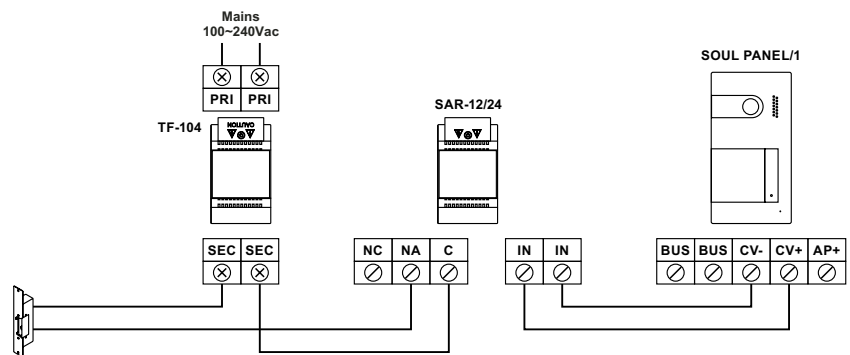 Mains
100~240Vac
SOUL PANEL/1
PRI PRI
SAR-12/24
TF-104
CAUTION
SEC SEC
NC NA C
IN IN
BUS BUS CV- CV+ AP+